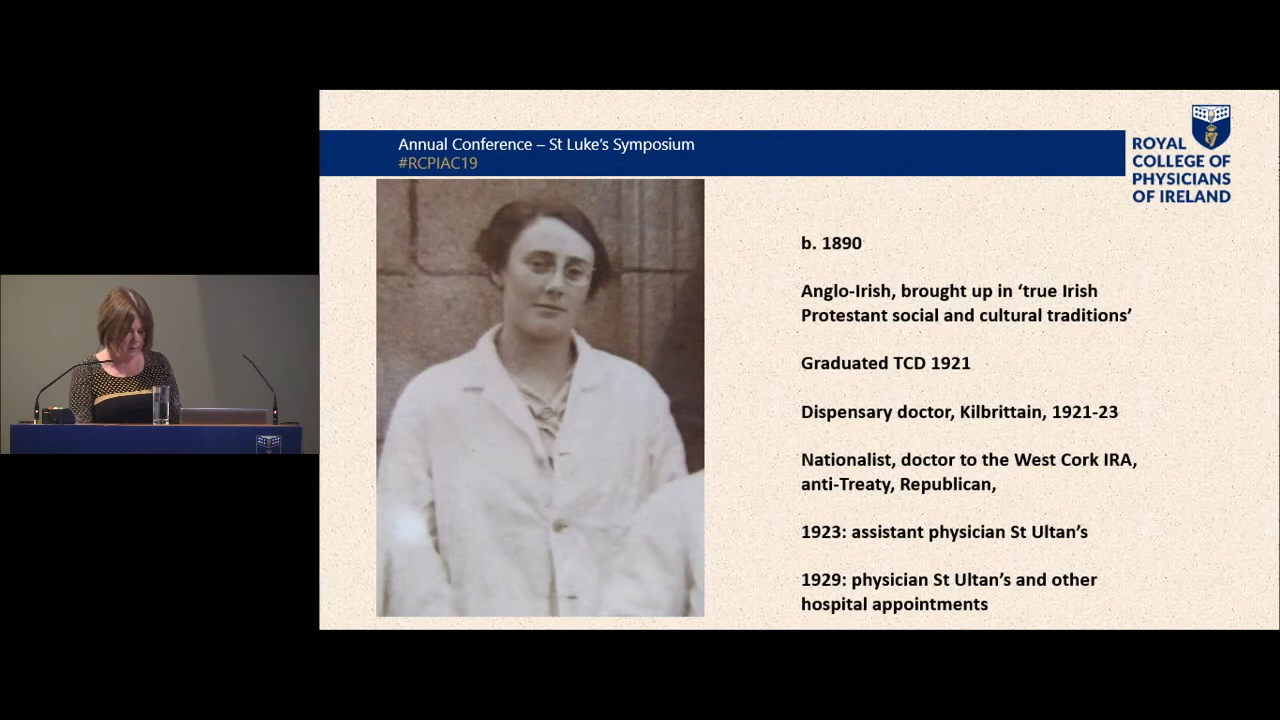 Annual Conference – St Luke's Symposium
#RCPIAC19
ROYAL
COLLEGE OF
PHYSICIANS
OF IRELAND
b. 1890
Anglo-Irish, brought up in ‘true Irish
Protestant social and cultural traditions’
Graduated TCD 1921
Dispensary doctor, Kilbrittain, 1921-23
Nationalist, doctor to the West Cork IRA,
anti-Treaty, Republican,
1923: assistant physician St Ultan’s
1929: physician St Ultan’s and other
hospital appointments